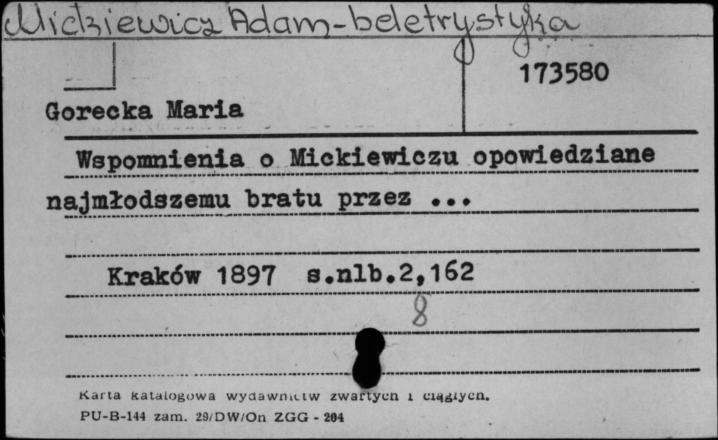 Mickiewicz Adam-beletrystyka
173580
Gorecka Maria
Wspomnienia o Mickiewiczu opowiedziane
najmłodszemu bratu przez ...
Kraków 1897 s.nlb.2,162
8
Karta katalogowa wydawnictw zwartych i ciągłych.
PU-B-144 zam. 29/DW/On ZGG - 204